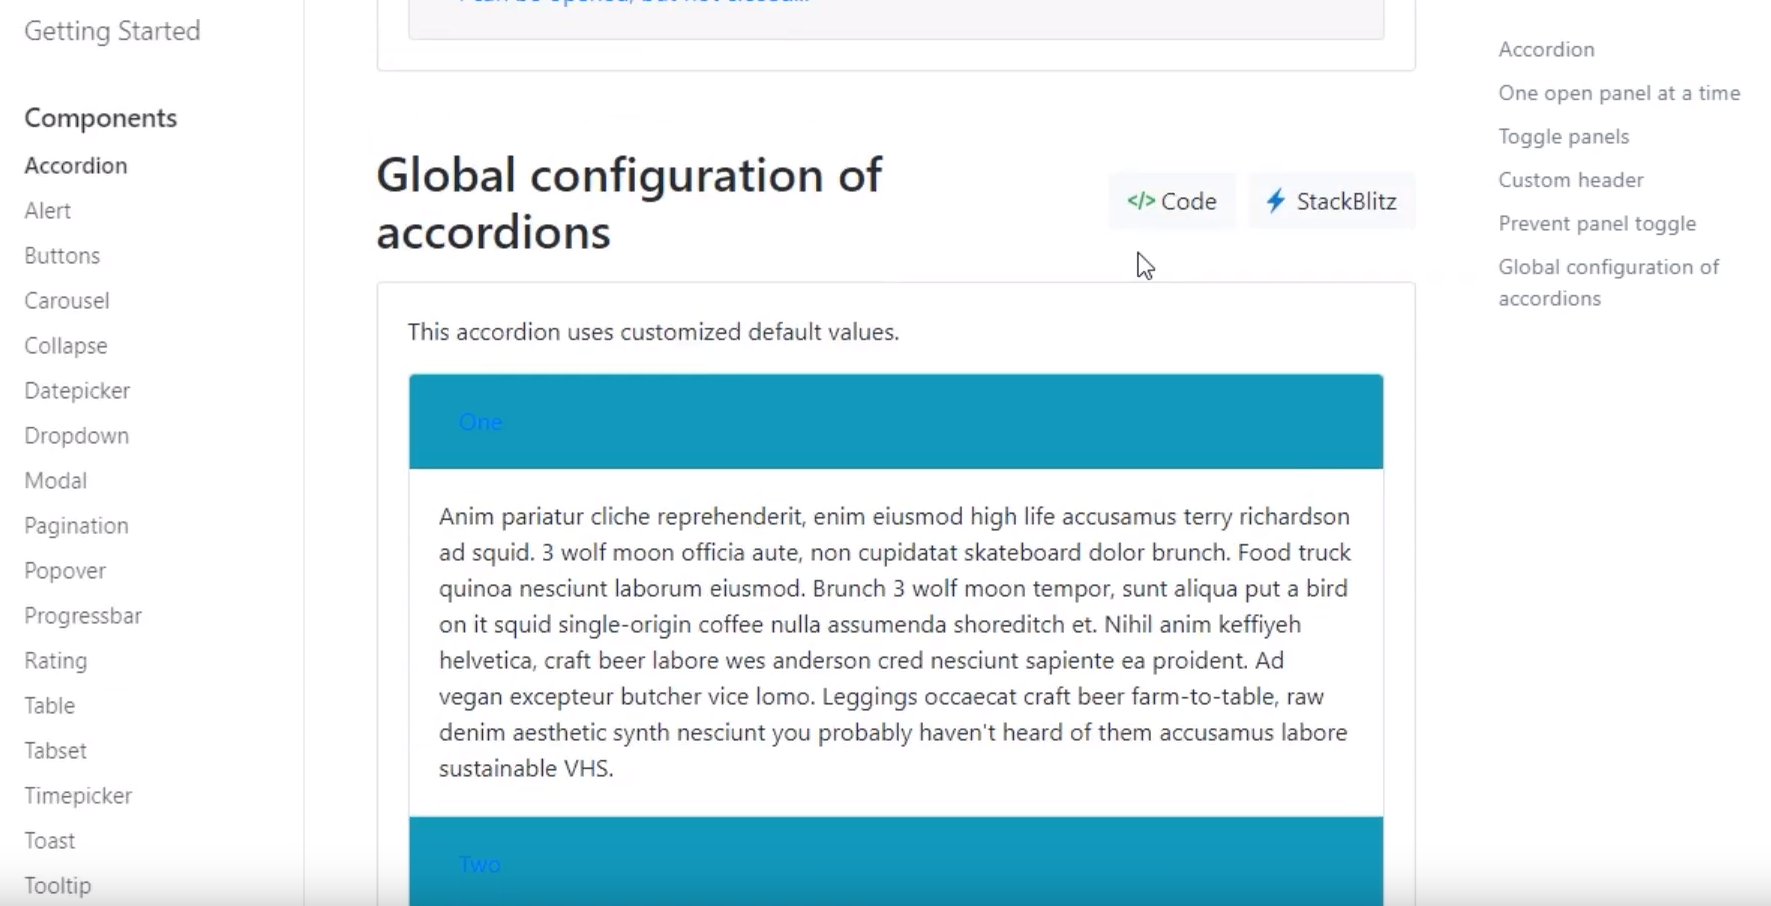 Getting Started
Components
Accordion
Alert
Buttons
Carousel
Collapse
Datepicker
Dropdown
Modal
Pagination
Popover
Progressbar
Rating
Table
Tabset
Timepicker
Toast
Tooltip
I can be opened, but not closed...
Global configuration of
accordions
</> Code
StackBlitz
This accordion uses customized default values.
One
Anim pariatur cliche reprehenderit, enim eiusmod high life accusamus terry richardson
ad squid. 3 wolf moon officia aute, non cupidatat skateboard dolor brunch. Food truck
quinoa nesciunt laborum eiusmod. Brunch 3 wolf moon tempor, sunt aliqua put a bird
on it squid single-origin coffee nulla assumenda shoreditch et. Nihil anim keffiyeh
helvetica, craft beer labore wes anderson cred nesciunt sapiente ea proident. Ad
vegan excepteur butcher vice lomo. Leggings occaecat craft beer farm-to-table, raw
denim aesthetic synth nesciunt you probably haven't heard of them accusamus labore
sustainable VHS.
Two
Accordion
One open panel at a time
Toggle panels
Custom header
Prevent panel toggle
Global configuration of
accordions